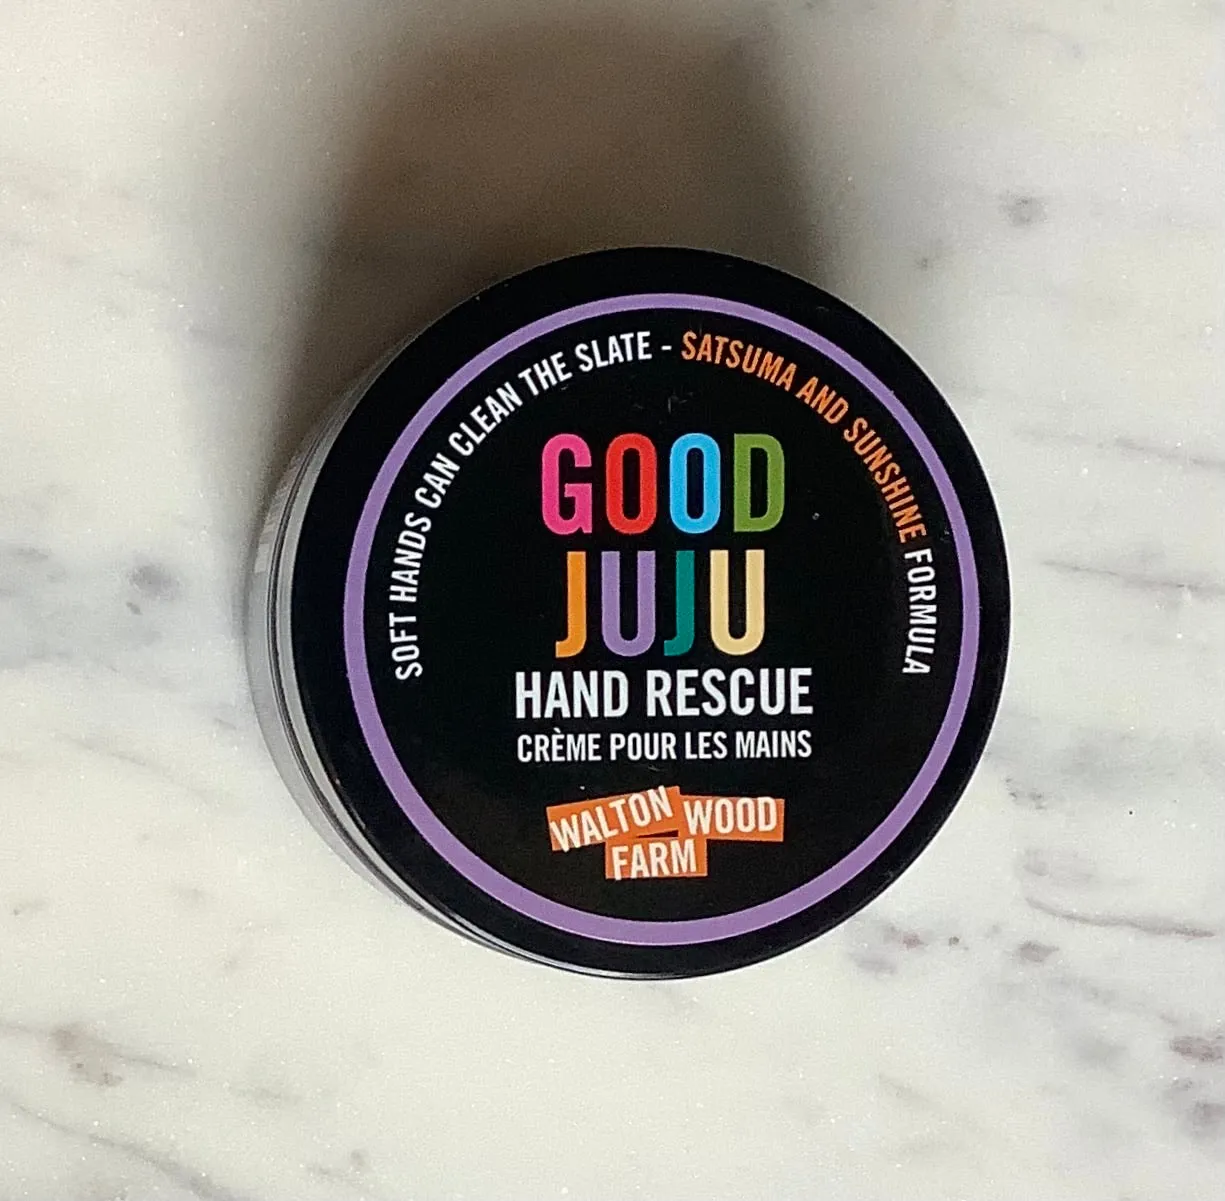 SOFT HANDS CAN CLEAN THE SLATE - SATSUMA AND SUNSHINE FORMULA
GOOD
JUJU
HAND RESCUE
CRÈME POUR LES MAINS
WALTON WOOD
FARM